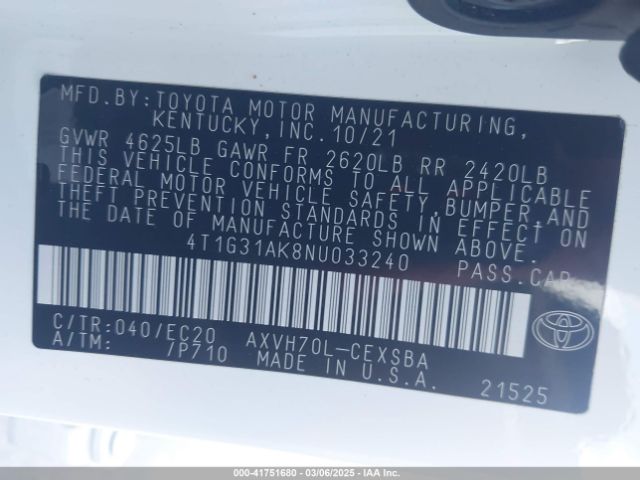 MFD.BY:TOYOTA MOTOR MANUFACTURING,
KENTUCKY,INC.10/21
GVWR 4625LB GAWR FR 2620LB RR 2420LB
THIS VEHICLE CONFORMS TO ALL APPLICABLE
FEDERAL MOTOR VEHICLE SAFETY,BUMPER,AND
THEFT PREVENTION STANDARDS IN EFFECT ON
THE DATE OF MANUFACTURE SHOWN ABOVE.
4T1G31AK8NU033240 PASS.CAR
C/TR:040/EC20 AXVH70L-CEXSBA
A/TM: /P710 MADE IN U.S.A.
21525
TOYOTA
000-41751680 - 03/06/2025 - IAA Inc.